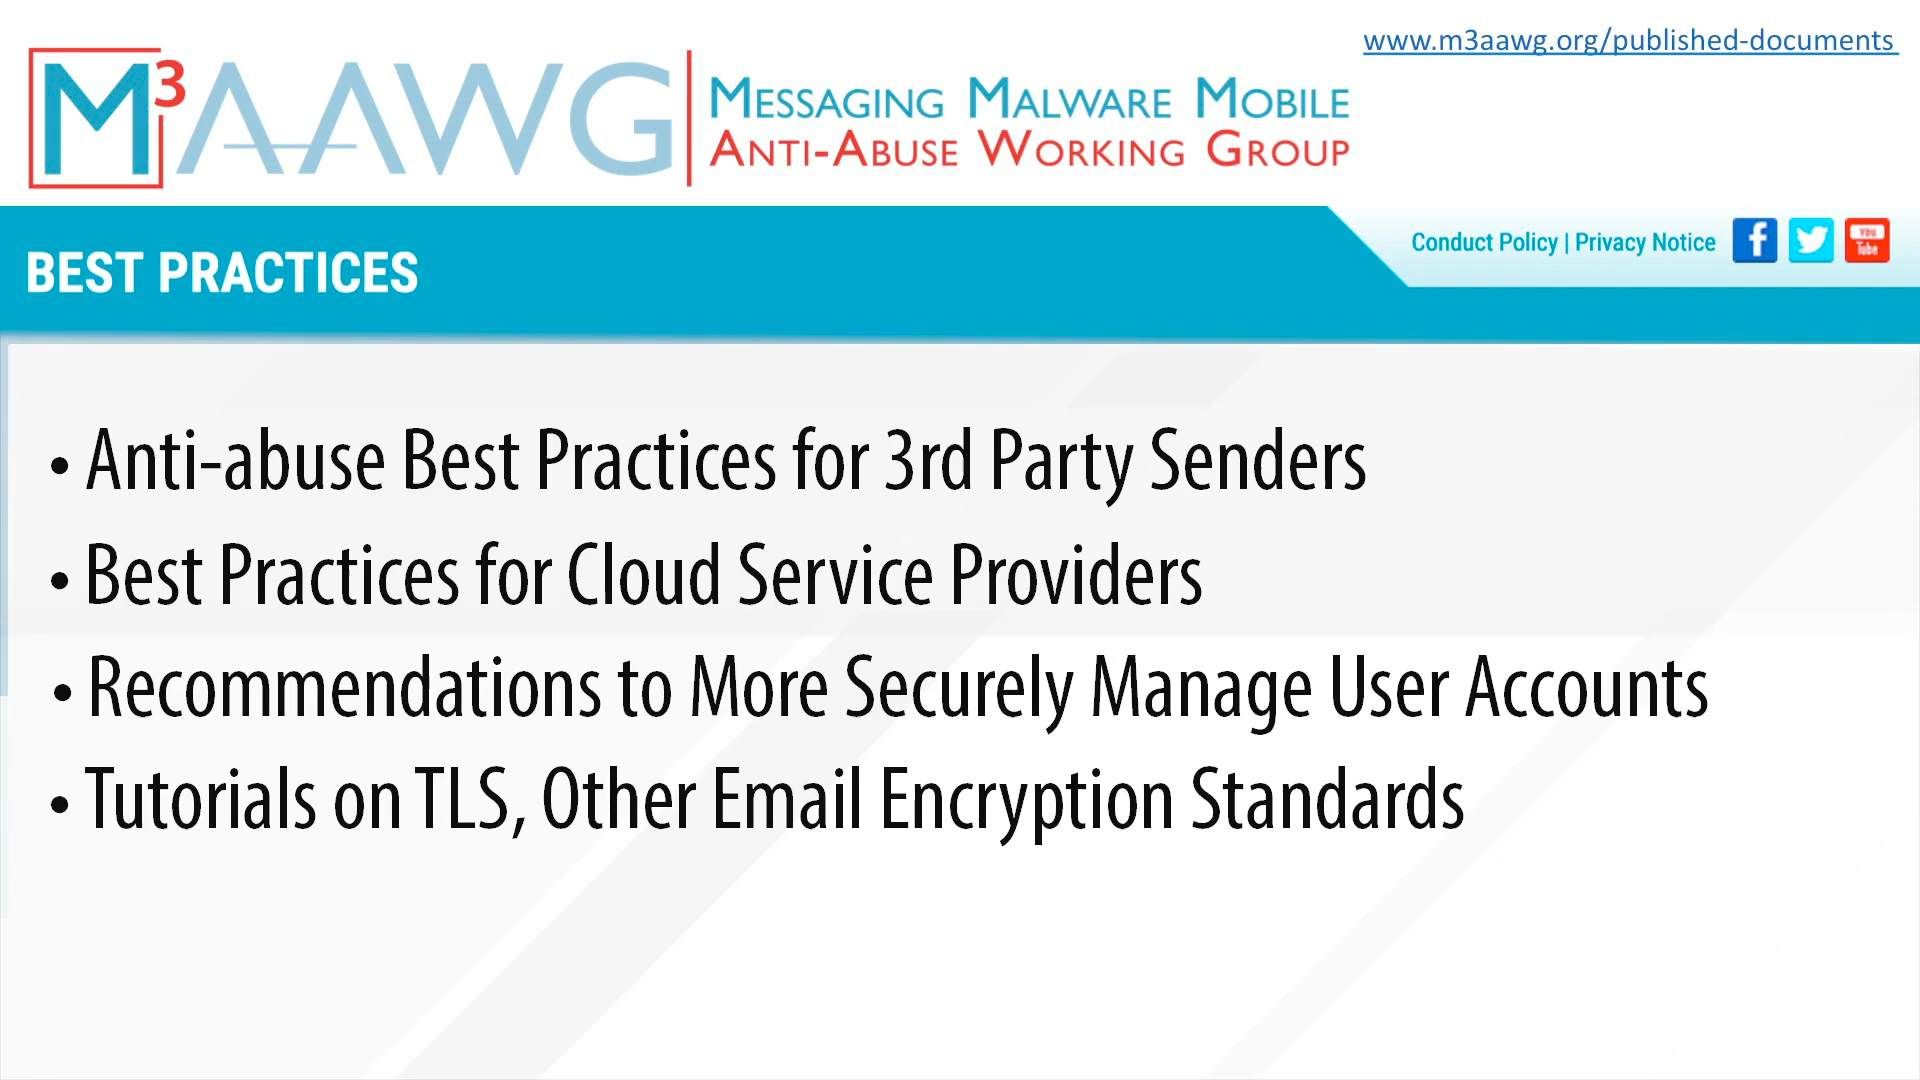 www.m3aawg.org/published-documents
M3AAWG
MESSAGING MALWARE MOBILE
ANTI-ABUSE WORKING GROUP
Conduct Policy | Privacy Notice
f
You
Tube
BEST PRACTICES
• Anti-abuse Best Practices for 3rd Party Senders
• Best Practices for Cloud Service Providers
• Recommendations to More Securely Manage User Accounts
• Tutorials on TLS, Other Email Encryption Standards